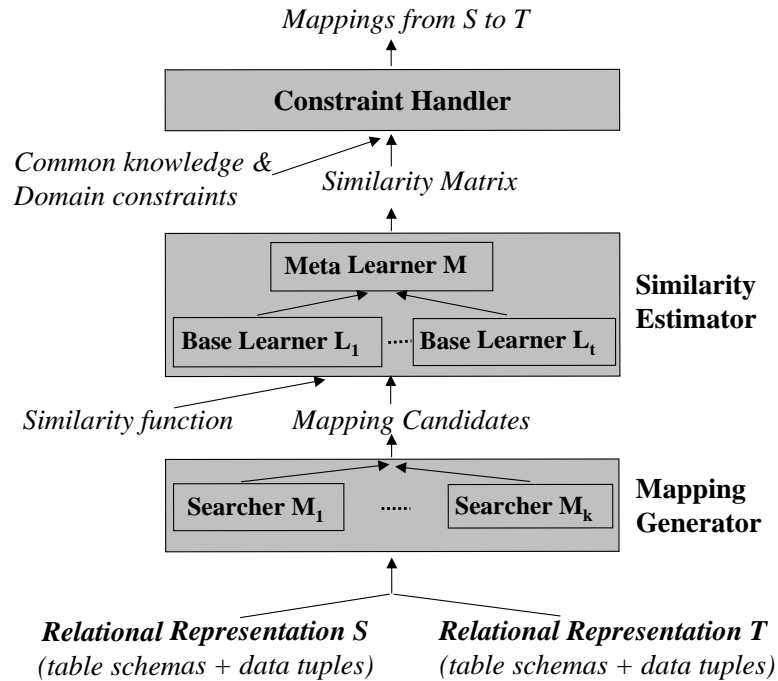 Mappings from S to T
Constraint Handler
Common knowledge &
Domain constraints
Similarity Matrix
Meta Learner M
Base Learner L1 ..... Base Learner Lt
Similarity
Estimator
Similarity function
Mapping Candidates
Searcher M1 ..... Searcher Mk
Mapping
Generator
Relational Representation S
(table schemas + data tuples)
Relational Representation T
(table schemas + data tuples)